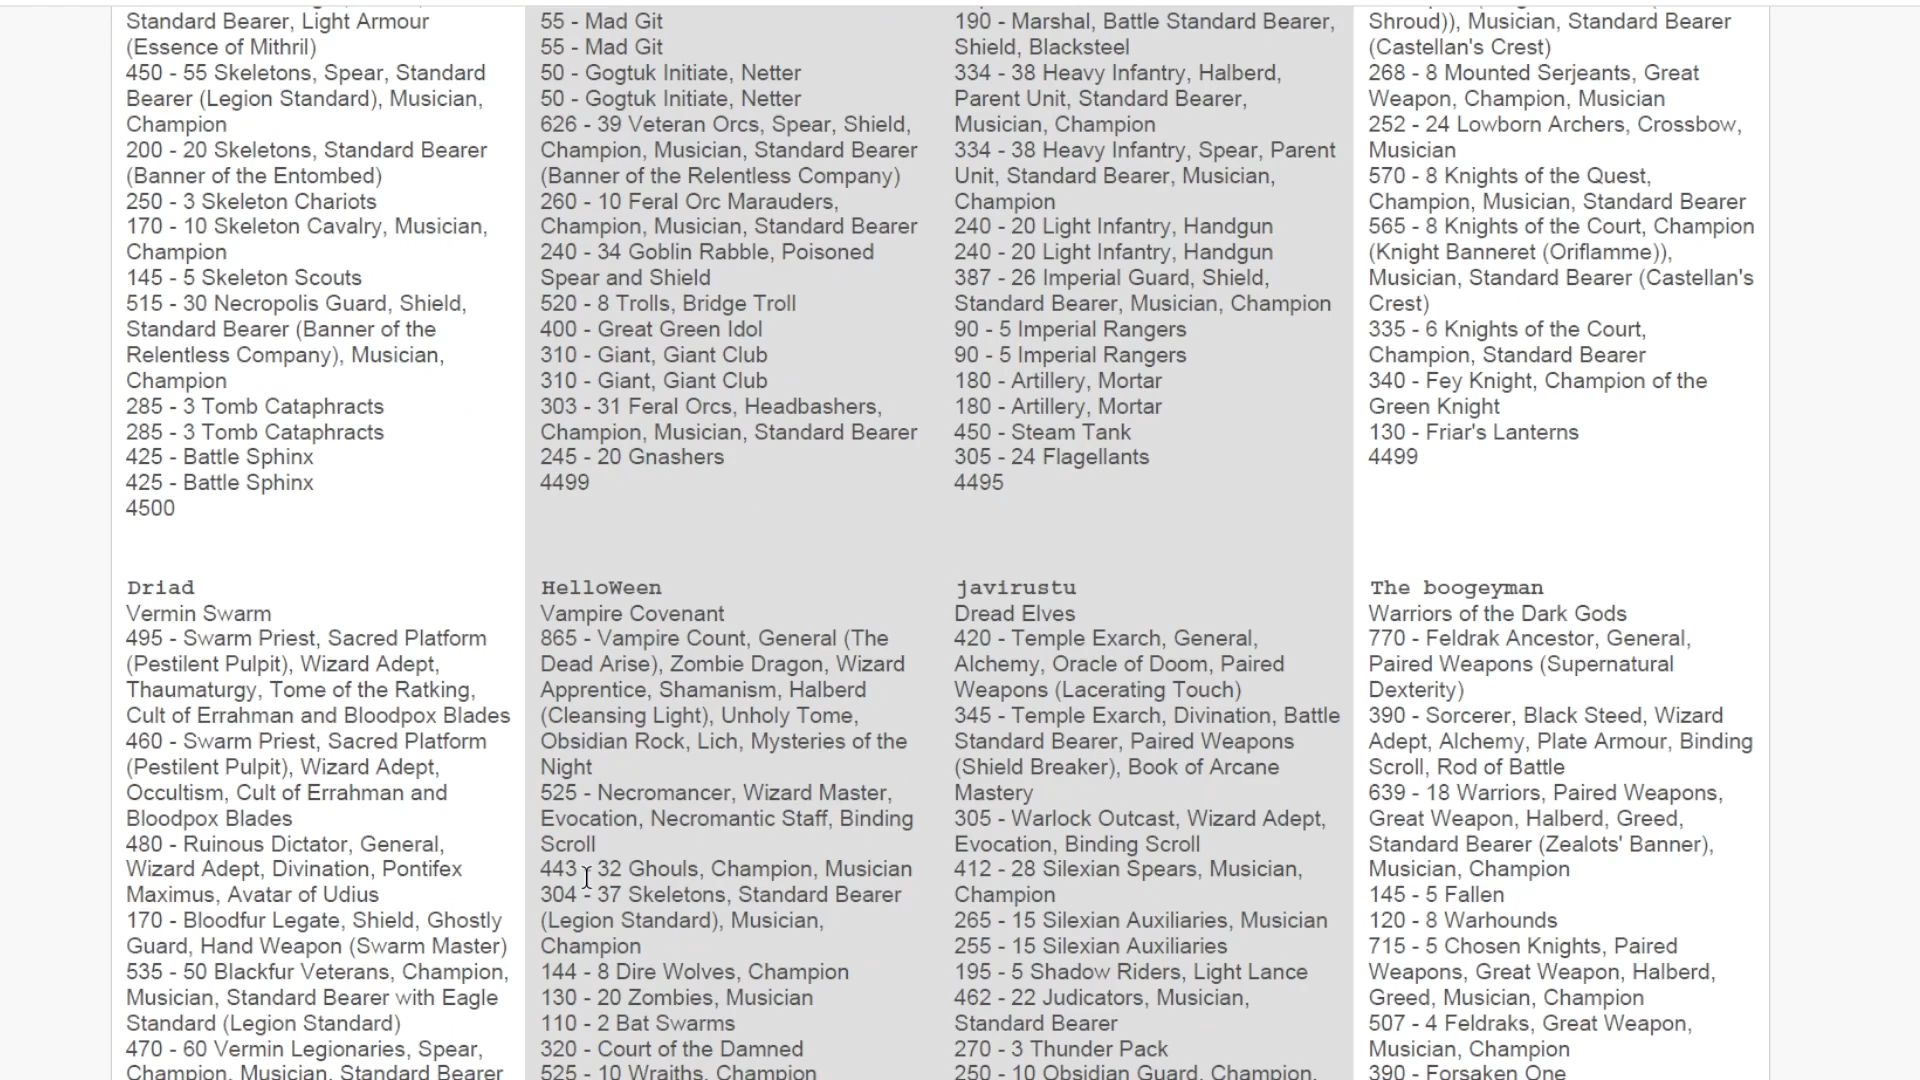 Standard Bearer, Light Armour
(Essence of Mithril)
450 - 55 Skeletons, Spear, Standard
Bearer (Legion Standard), Musician,
Champion
200 - 20 Skeletons, Standard Bearer
(Banner of the Entombed)
250 - 3 Skeleton Chariots
170 - 10 Skeleton Cavalry, Musician,
Champion
145 - 5 Skeleton Scouts
515 - 30 Necropolis Guard, Shield,
Standard Bearer (Banner of the
Relentless Company), Musician,
Champion
285 - 3 Tomb Cataphracts
285 - 3 Tomb Cataphracts
425 - Battle Sphinx
425 - Battle Sphinx
4500
55 - Mad Git
55 - Mad Git
50 - Gogtuk Initiate, Netter
50 - Gogtuk Initiate, Netter
626 - 39 Veteran Orcs, Spear, Shield,
Champion, Musician, Standard Bearer
(Banner of the Relentless Company)
260 - 10 Feral Orc Marauders,
Champion, Musician, Standard Bearer
240 - 34 Goblin Rabble, Poisoned
Spear and Shield
520 - 8 Trolls, Bridge Troll
400 - Great Green Idol
310 - Giant, Giant Club
310 - Giant, Giant Club
303 - 31 Feral Orcs, Headbashers,
Champion, Musician, Standard Bearer
245 - 20 Gnashers
4499
190 - Marshal, Battle Standard Bearer,
Shield, Blacksteel
334 - 38 Heavy Infantry, Halberd,
Parent Unit, Standard Bearer,
Musician, Champion
334 - 38 Heavy Infantry, Spear, Parent
Unit, Standard Bearer, Musician,
Champion
240 - 20 Light Infantry, Handgun
240 - 20 Light Infantry, Handgun
387 - 26 Imperial Guard, Shield,
Standard Bearer, Musician, Champion
90 - 5 Imperial Rangers
90 - 5 Imperial Rangers
180 - Artillery, Mortar
180 - Artillery, Mortar
450 - Steam Tank
305 - 24 Flagellants
4495
Shroud)), Musician, Standard Bearer
(Castellan's Crest)
268 - 8 Mounted Serjeants, Great
Weapon, Champion, Musician
252 - 24 Lowborn Archers, Crossbow,
Musician
570 - 8 Knights of the Quest,
Champion, Musician, Standard Bearer
565 - 8 Knights of the Court, Champion
(Knight Banneret (Oriflamme)),
Musician, Standard Bearer (Castellan's
Crest)
335 - 6 Knights of the Court,
Champion, Standard Bearer
340 - Fey Knight, Champion of the
Green Knight
130 - Friar's Lanterns
4499
Driad
Vermin Swarm
495 - Swarm Priest, Sacred Platform
(Pestilent Pulpit), Wizard Adept,
Thaumaturgy, Tome of the Ratking,
Cult of Errahman and Bloodpox Blades
460 - Swarm Priest, Sacred Platform
(Pestilent Pulpit), Wizard Adept,
Occultism, Cult of Errahman and
Bloodpox Blades
480 - Ruinous Dictator, General,
Wizard Adept, Divination, Pontifex
Maximus, Avatar of Udius
170 - Bloodfur Legate, Shield, Ghostly
Guard, Hand Weapon (Swarm Master)
535 - 50 Blackfur Veterans, Champion,
Musician, Standard Bearer with Eagle
Standard (Legion Standard)
470 - 60 Vermin Legionaries, Spear,
Champion, Musician, Standard Bearer
HelloWeen
Vampire Covenant
865 - Vampire Count, General (The
Dead Arise), Zombie Dragon, Wizard
Apprentice, Shamanism, Halberd
(Cleansing Light), Unholy Tome,
Obsidian Rock, Lich, Mysteries of the
Night
525 - Necromancer, Wizard Master,
Evocation, Necromantic Staff, Binding
Scroll
443 - 32 Ghouls, Champion, Musician
304 - 37 Skeletons, Standard Bearer
(Legion Standard), Musician,
Champion
144 - 8 Dire Wolves, Champion
130 - 20 Zombies, Musician
110 - 2 Bat Swarms
320 - Court of the Damned
525 - 10 Wraiths, Champion
javirustu
Dread Elves
420 - Temple Exarch, General,
Alchemy, Oracle of Doom, Paired
Weapons (Lacerating Touch)
345 - Temple Exarch, Divination, Battle
Standard Bearer, Paired Weapons
(Shield Breaker), Book of Arcane
Mastery
305 - Warlock Outcast, Wizard Adept,
Evocation, Binding Scroll
412 - 28 Silexian Spears, Musician,
Champion
265 - 15 Silexian Auxiliaries, Musician
255 - 15 Silexian Auxiliaries
195 - 5 Shadow Riders, Light Lance
462 - 22 Judicators, Musician,
Standard Bearer
270 - 3 Thunder Pack
250 - 10 Obsidian Guard, Champion,
The boogeyman
Warriors of the Dark Gods
770 - Feldrak Ancestor, General,
Paired Weapons (Supernatural
Dexterity)
390 - Sorcerer, Black Steed, Wizard
Adept, Alchemy, Plate Armour, Binding
Scroll, Rod of Battle
639 - 18 Warriors, Paired Weapons,
Great Weapon, Halberd, Greed,
Standard Bearer (Zealots' Banner),
Musician, Champion
145 - 5 Fallen
120 - 8 Warhounds
715 - 5 Chosen Knights, Paired
Weapons, Great Weapon, Halberd,
Greed, Musician, Champion
507 - 4 Feldraks, Great Weapon,
Musician, Champion
390 - Forsaken One